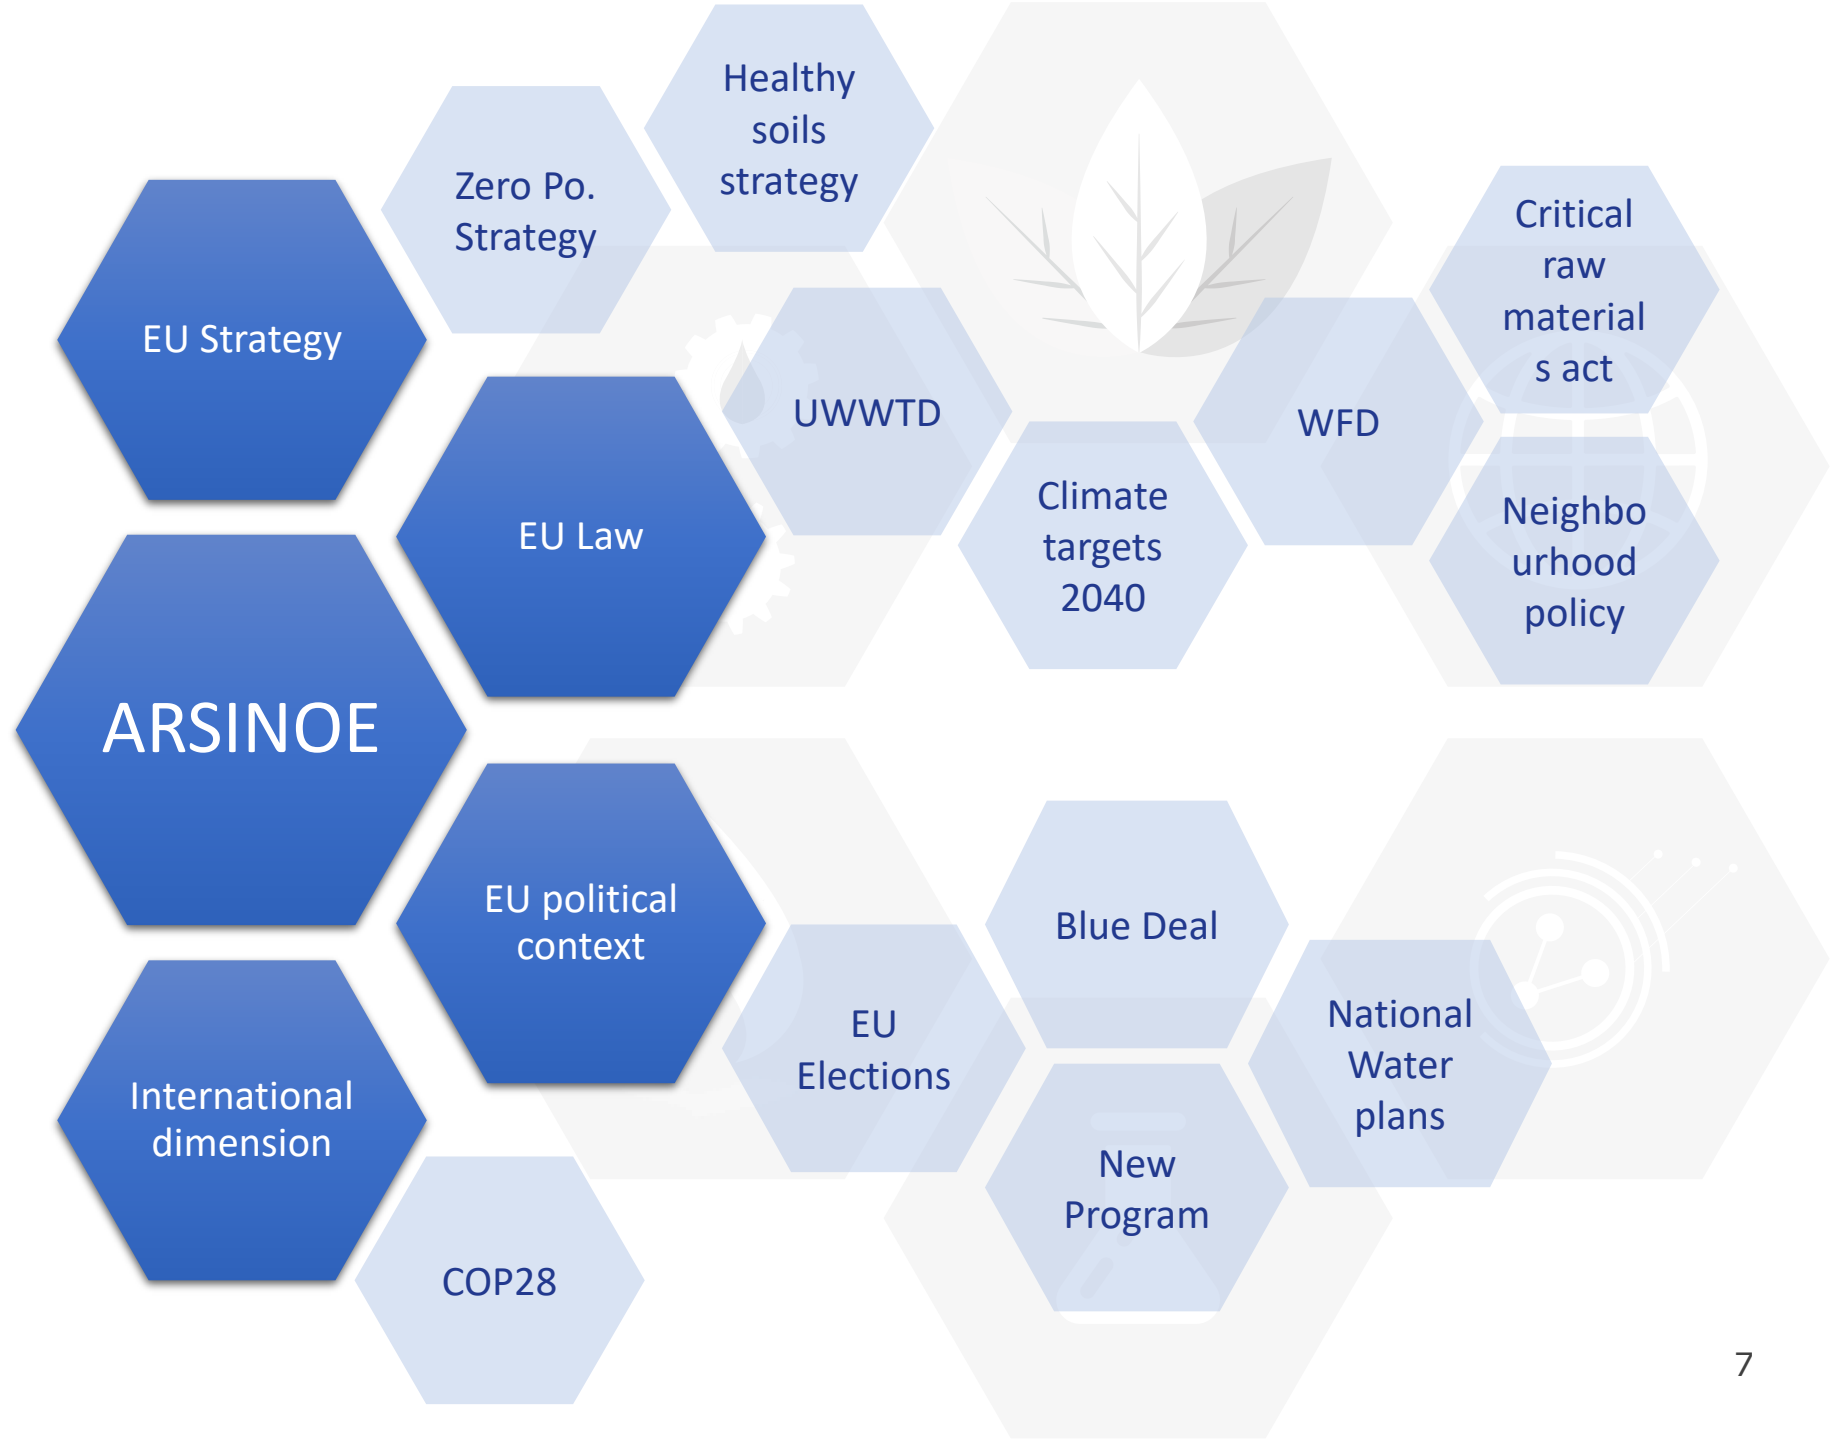 Healthy
soils
strategy
Zero Po.
Strategy
EU Strategy
Critical
raw
material
s act
UWWTD
WFD
EU Law
Climate
targets
2040
Neighbo
urhood
policy
ARSINOE
EU political
context
Blue Deal
EU
Elections
National
Water
plans
International
dimension
New
Program
COP28
7